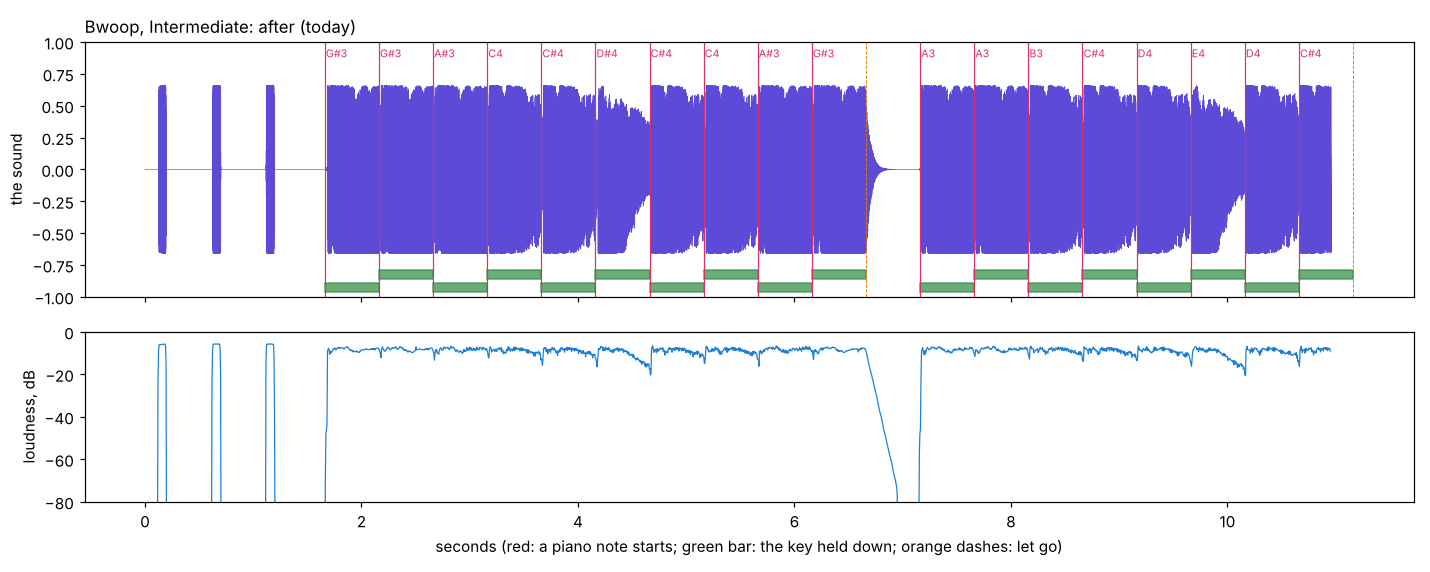 Bwoop, Intermediate: after (today)
1.00
0.75
0.50
0.25
0.00
−0.25
−0.50
−0.75
−1.00
the sound
G#3 G#3 A#3 C4 C#4 D#4 C#4 C4 A#3 G#3 A3 A3 B3 C#4 D4 E4 D4 C#4
0
−20
−40
−60
−80
loudness, dB
0 2 4 6 8 10
seconds (red: a piano note starts; green bar: the key held down; orange dashes: let go)